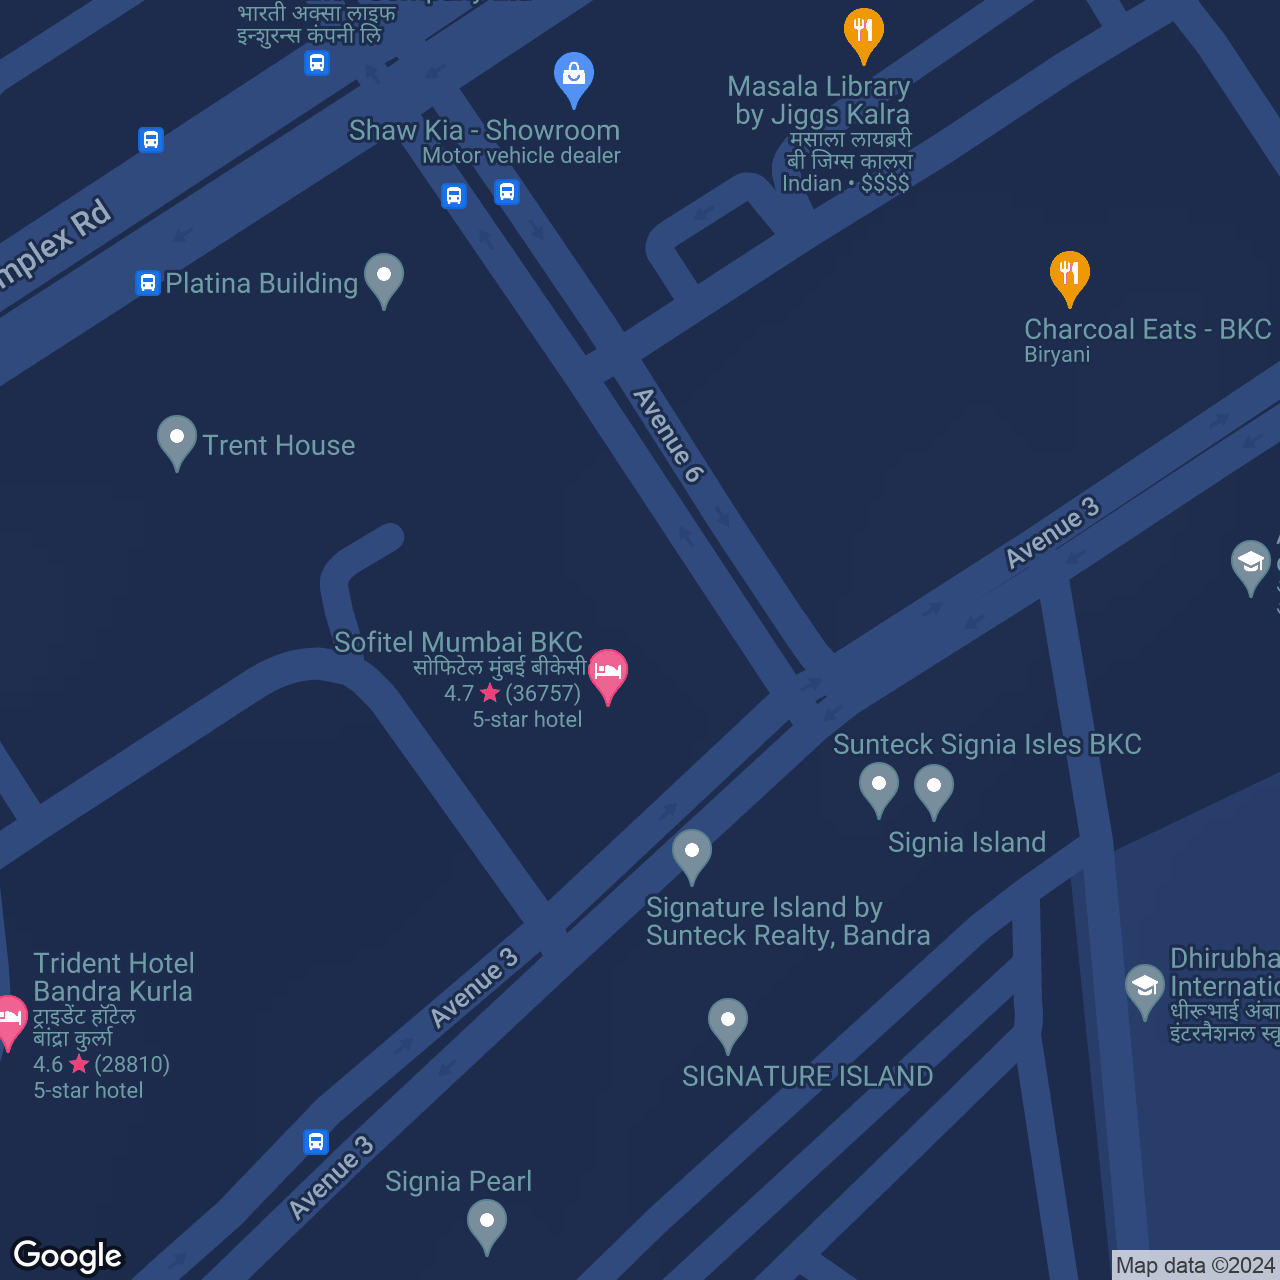 भारती अक्सा लाइफ
इन्शुरन्स कंपनी लि
Masala Library
by Jiggs Kalra
मसाला लायब्ररी
बी जिग्स कालरा
Indian • $$$$
Shaw Kia - Showroom
Motor vehicle dealer
mplex Rd
Platina Building
Charcoal Eats - BKC
Biryani
Trent House
Avenue 6
Avenue 3
Sofitel Mumbai BKC
सोफिटेल मुंबई बीकेसी
4.7 ★ (36757)
5-star hotel
Sunteck Signia Isles BKC
Signia Island
Signature Island by
Sunteck Realty, Bandra
Trident Hotel
Bandra Kurla
ट्राइडेंट हॉटेल
बांद्रा कुर्ला
4.6 ★ (28810)
5-star hotel
Avenue 3
Dhirubha
Internatio
धीरूभाई अंबा
इंटरनॅशनल स्कू
SIGNATURE ISLAND
Avenue 3
Signia Pearl
Google
Map data ©2024